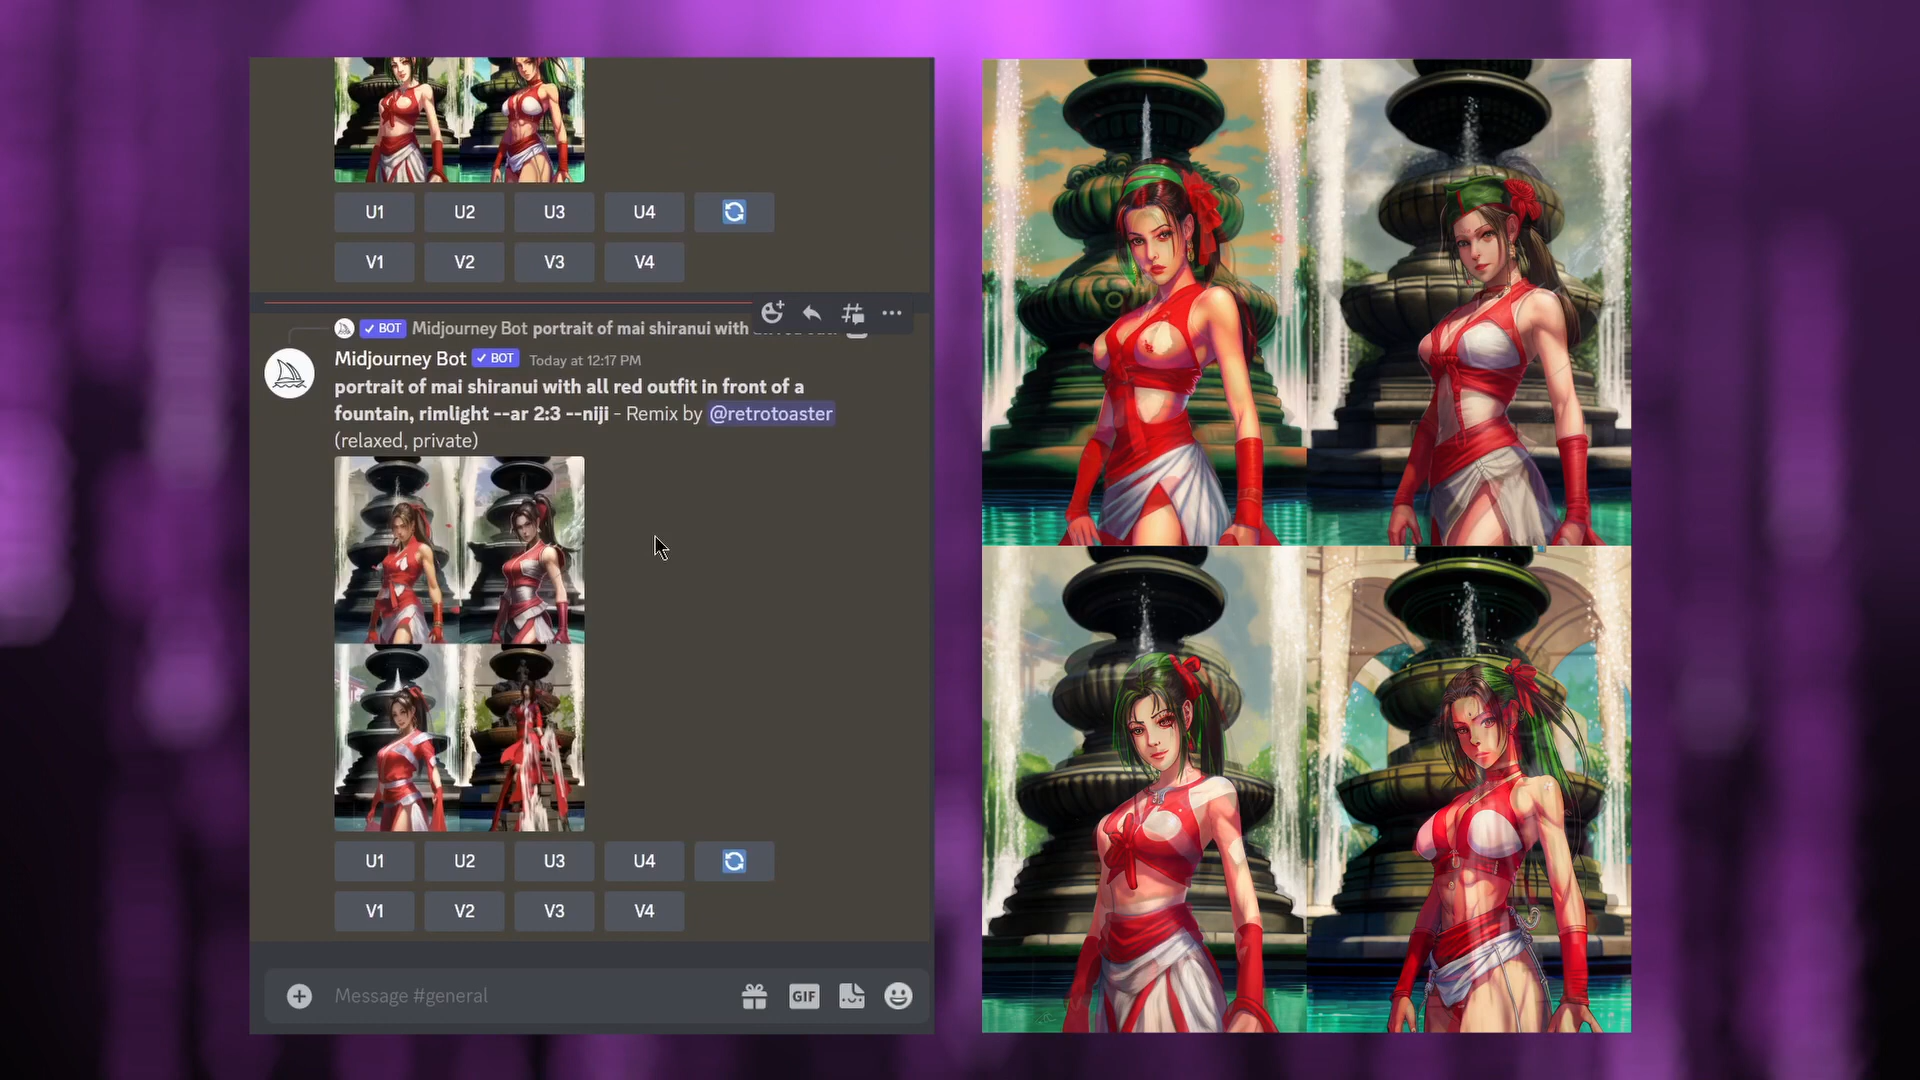 U1 U2 U3 U4
V1 V2 V3 V4
✓ BOT Midjourney Bot portrait of mai shiranui with
Midjourney Bot ✓ BOT Today at 12:17 PM
portrait of mai shiranui with all red outfit in front of a
fountain, rimlight --ar 2:3 --niji - Remix by @retrotoaster
(relaxed, private)
U1 U2 U3 U4
V1 V2 V3 V4
Message #general GIF